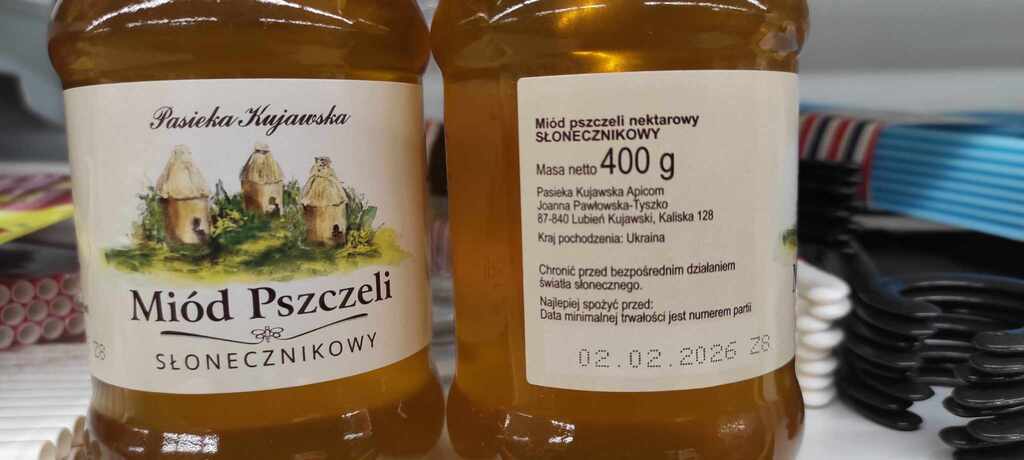 Pasieka Kujawska
Miód Pszczeli
SŁONECZNIKOWY
Z8
Miód pszczeli nektarowy
SŁONECZNIKOWY
Masa netto 400 g
Pasieka Kujawska Apicom
Joanna Pawłowska-Tyszko
87-840 Lubień Kujawski, Kaliska 128
Kraj pochodzenia: Ukraina
Chronić przed bezpośrednim działaniem
światła słonecznego.
Najlepiej spożyć przed:
Data minimalnej trwałości jest numerem partii
02.02.2026 Z8